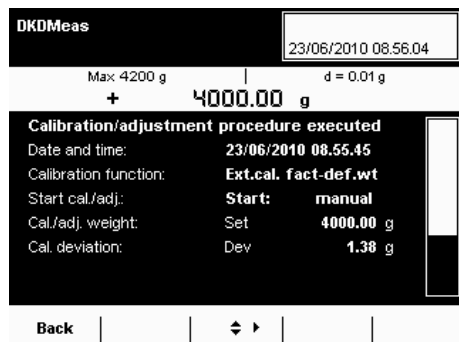 DKDMeas
23/06/2010 08.56.04
Max 4200 g d = 0.01 g
+ 4000.00 g
Calibration/adjustment procedure executed
Date and time: 23/06/2010 08.55.45
Calibration function: Ext.cal. fact-def.wt
Start cal./adj.: Start: manual
Cal./adj. weight: Set 4000.00 g
Cal. deviation: Dev 1.38 g
Back